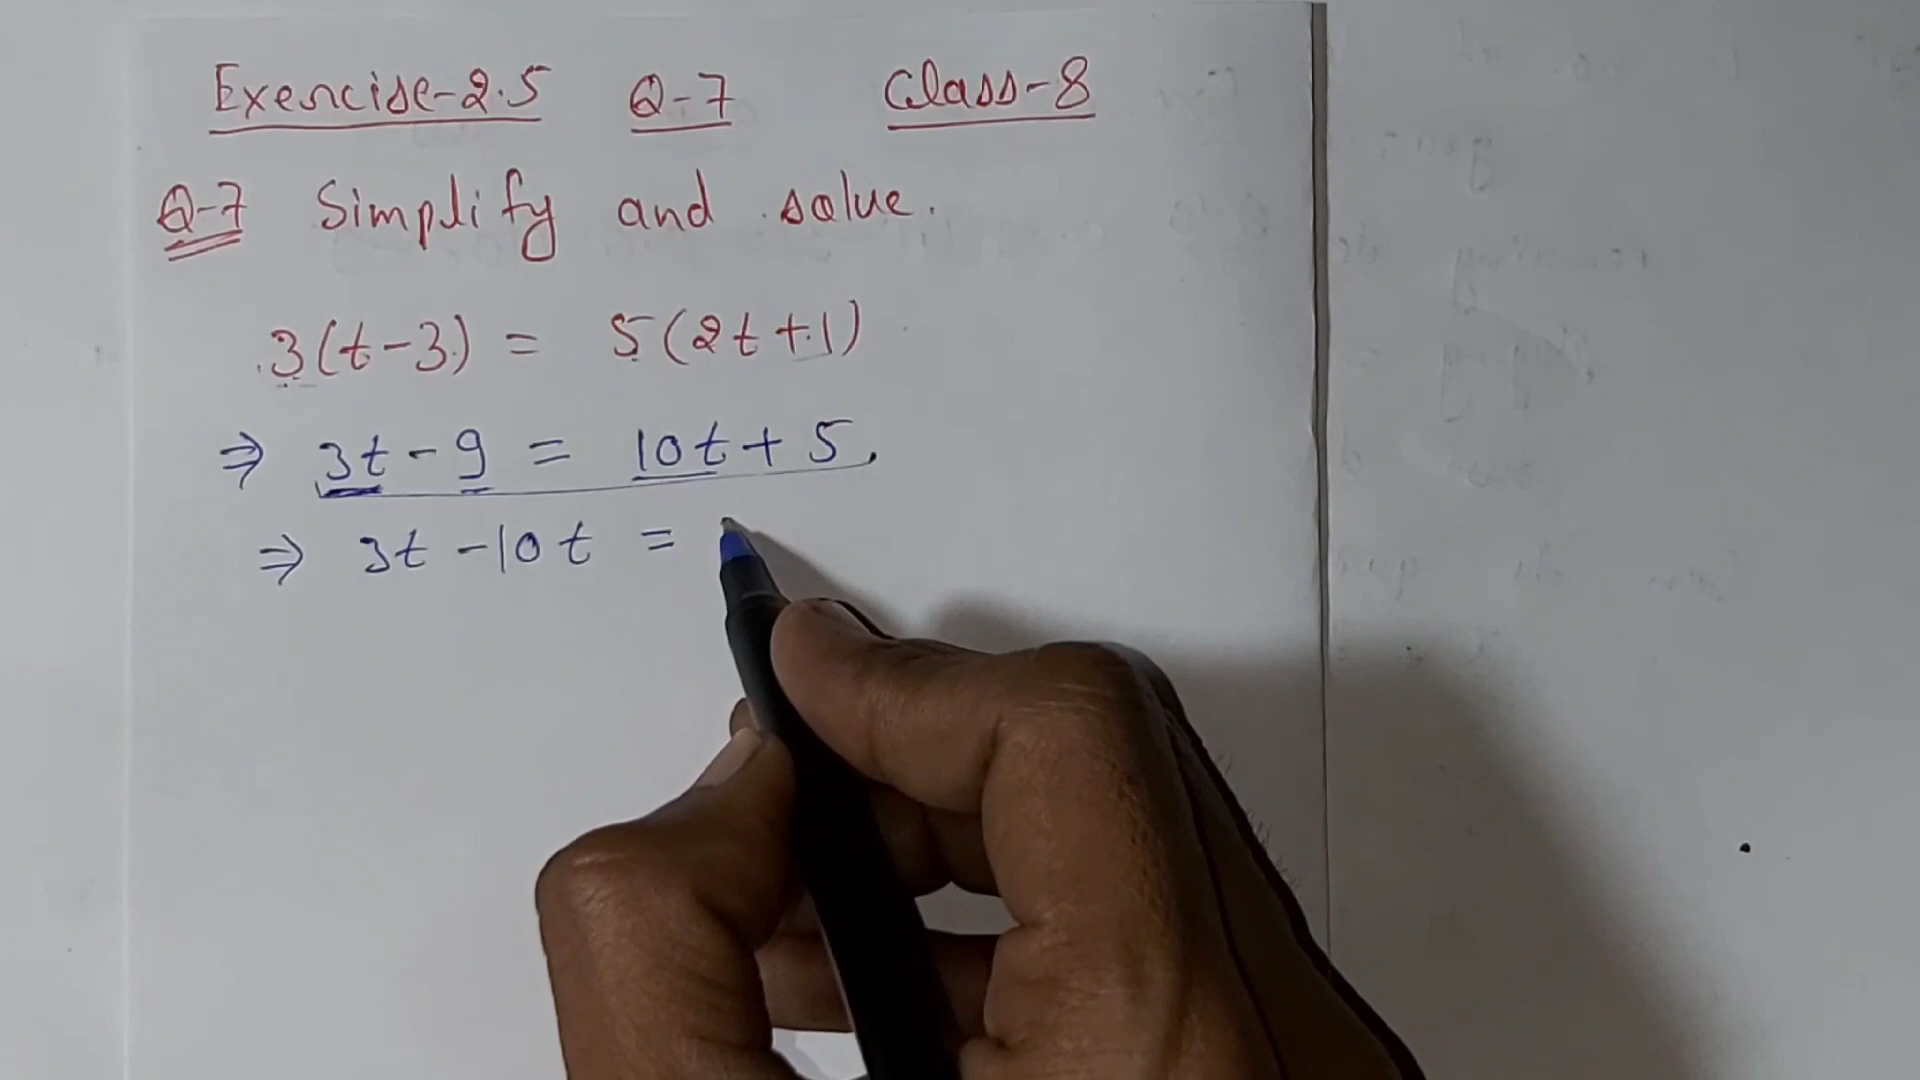 Exercise-2.5 Q-7 Class-8
Q-7 Simplify and solve.
3(t-3) = 5(2t+1)
⇒ 3t-9 = 10t+5
⇒ 3t-10t =